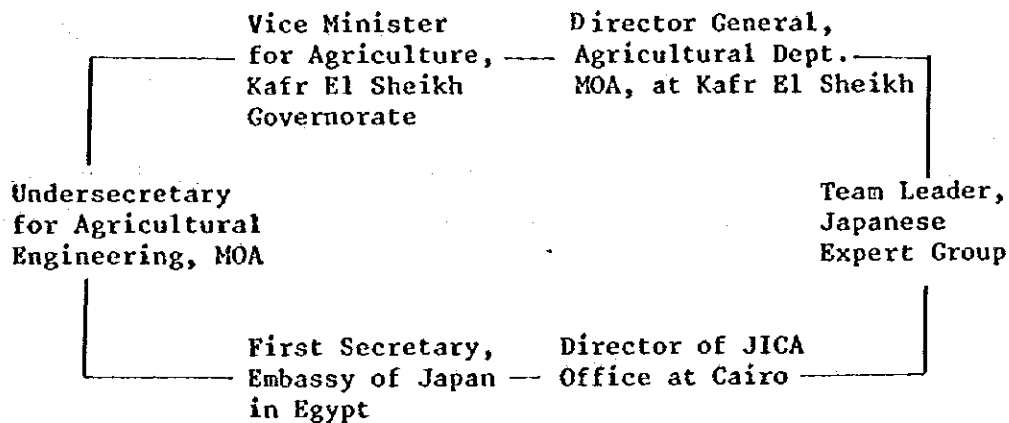 Vice Minister
for Agriculture,
Kafr El Sheikh
Governorate
Director General,
Agricultural Dept.
MOA, at Kafr El Sheikh
Undersecretary
for Agricultural
Engineering, MOA
Team Leader,
Japanese
Expert Group
First Secretary,
Embassy of Japan
in Egypt
Director of JICA
Office at Cairo